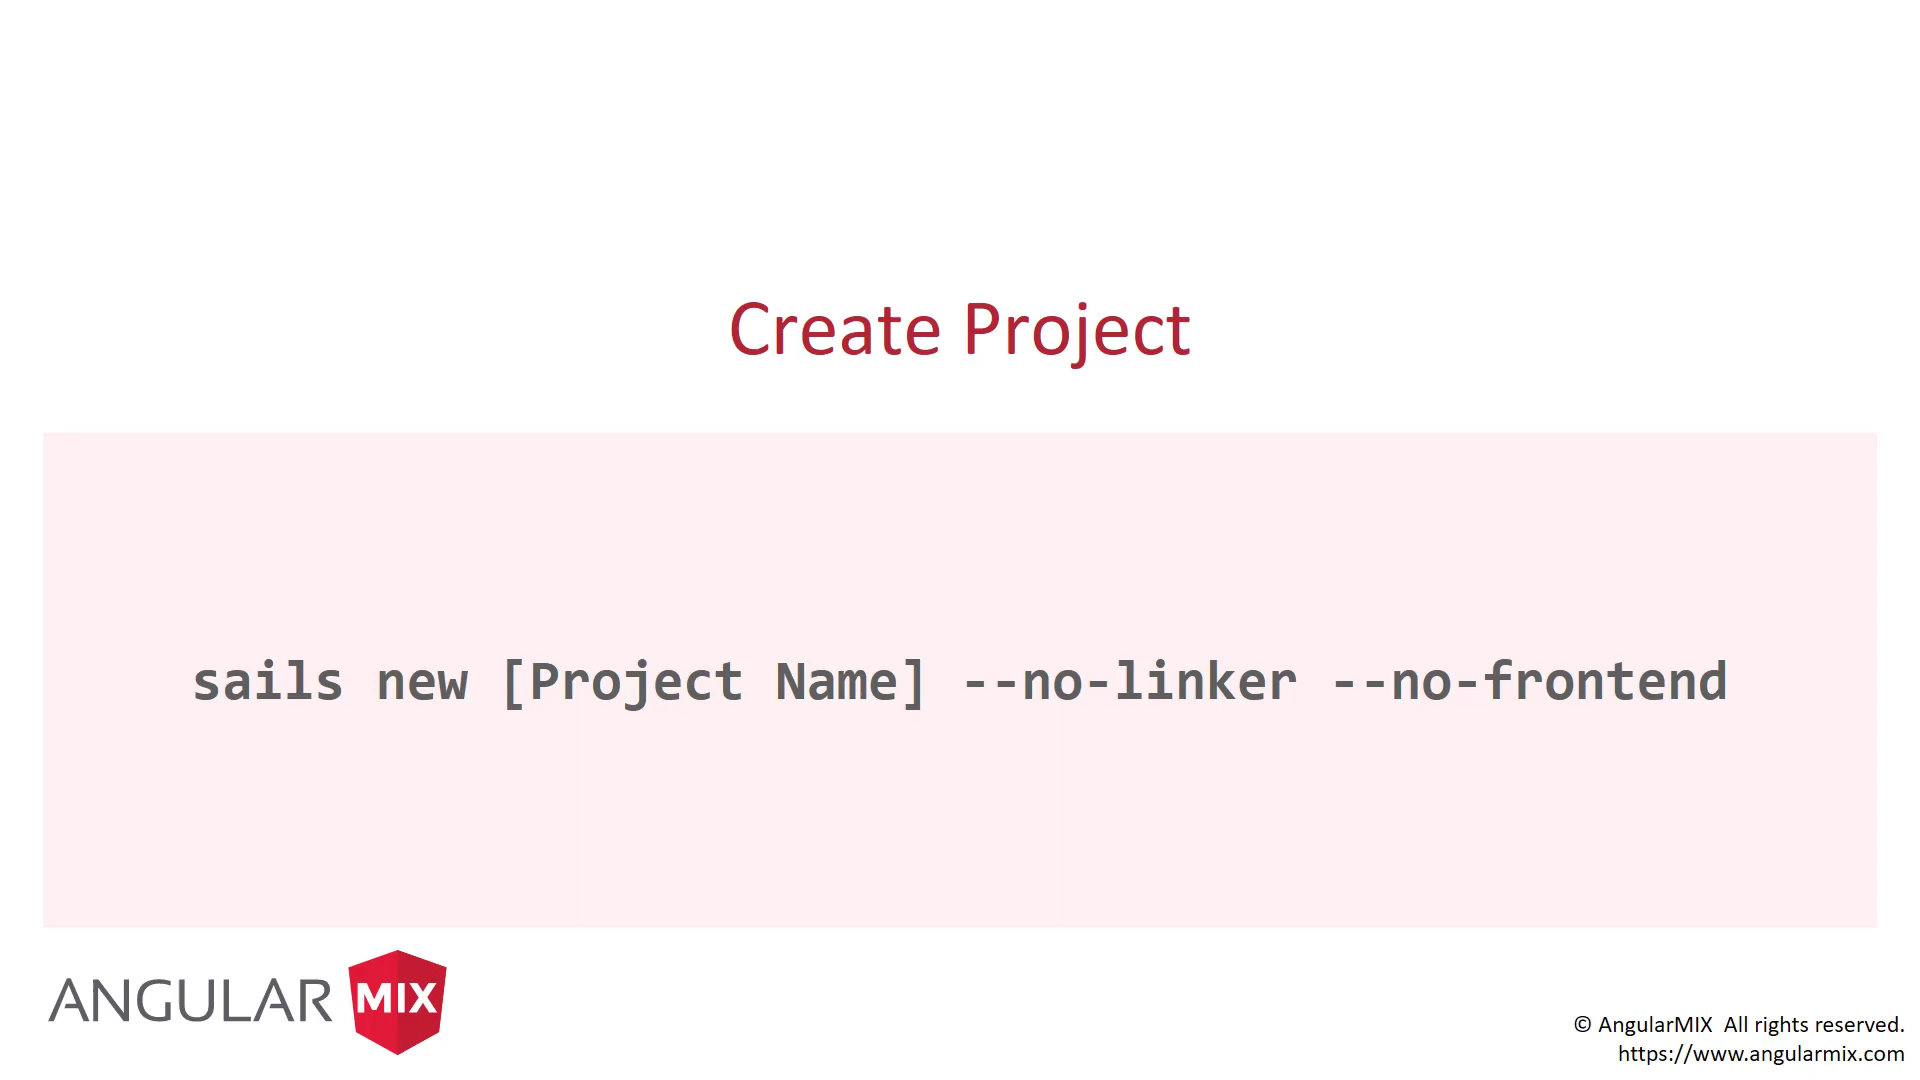 Create Project
sails new [Project Name] --no-linker --no-frontend
ANGULAR MIX
© AngularMIX  All rights reserved.
https://www.angularmix.com